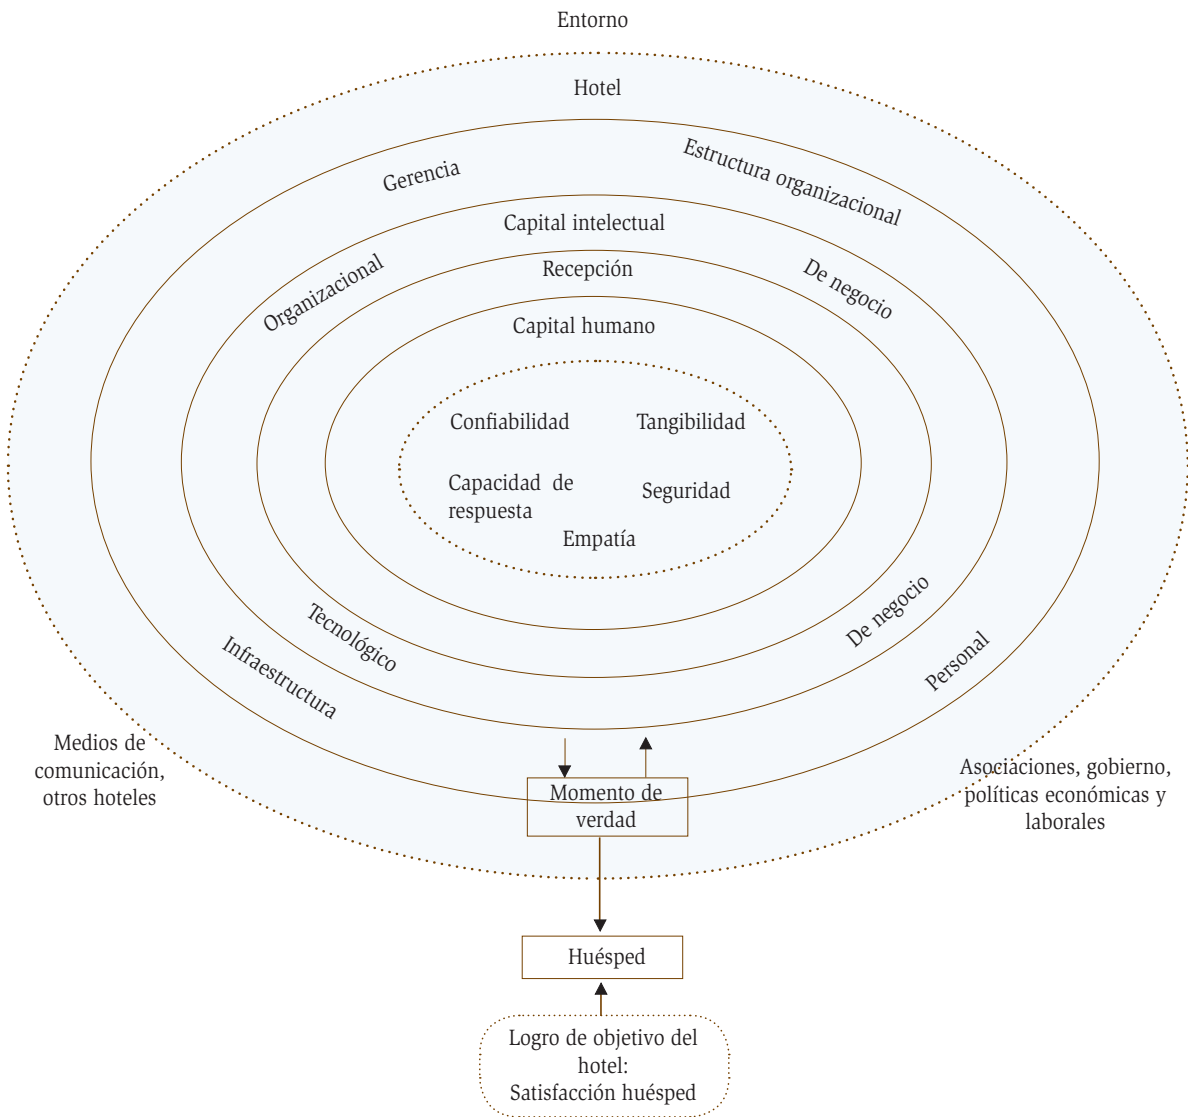 Entorno
Hotel
Gerencia
Estructura organizacional
Capital intelectual
Organizacional
De negocio
Recepción
Capital humano
Confiabilidad
Tangibilidad
Capacidad de
respuesta
Seguridad
Empatía
Tecnológico
De negocio
Infraestructura
Personal
Medios de
comunicación,
otros hoteles
Asociaciones, gobierno,
políticas económicas y
laborales
Momento de
verdad
Huésped
Logro de objetivo del
hotel:
Satisfacción huésped